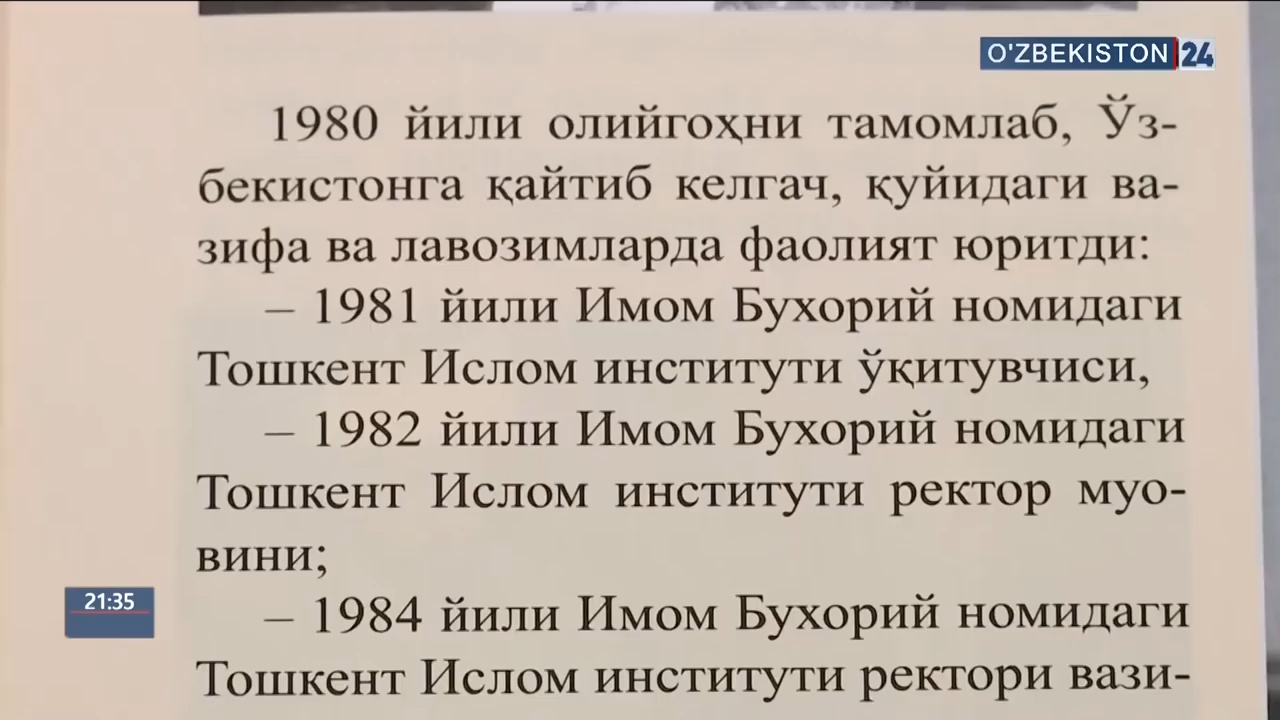 O'ZBEKISTON 24
1980 йили олийгоҳни тамомлаб, Ўз-
бекистонга қайтиб келгач, қуйидаги ва-
зифа ва лавозимларда фаолият юритди:
– 1981 йили Имом Бухорий номидаги
Тошкент Ислом институти ўқитувчиси,
– 1982 йили Имом Бухорий номидаги
Тошкент Ислом институти ректор муо-
вини;
21:35
– 1984 йили Имом Бухорий номидаги
Тошкент Ислом институти ректори вази-